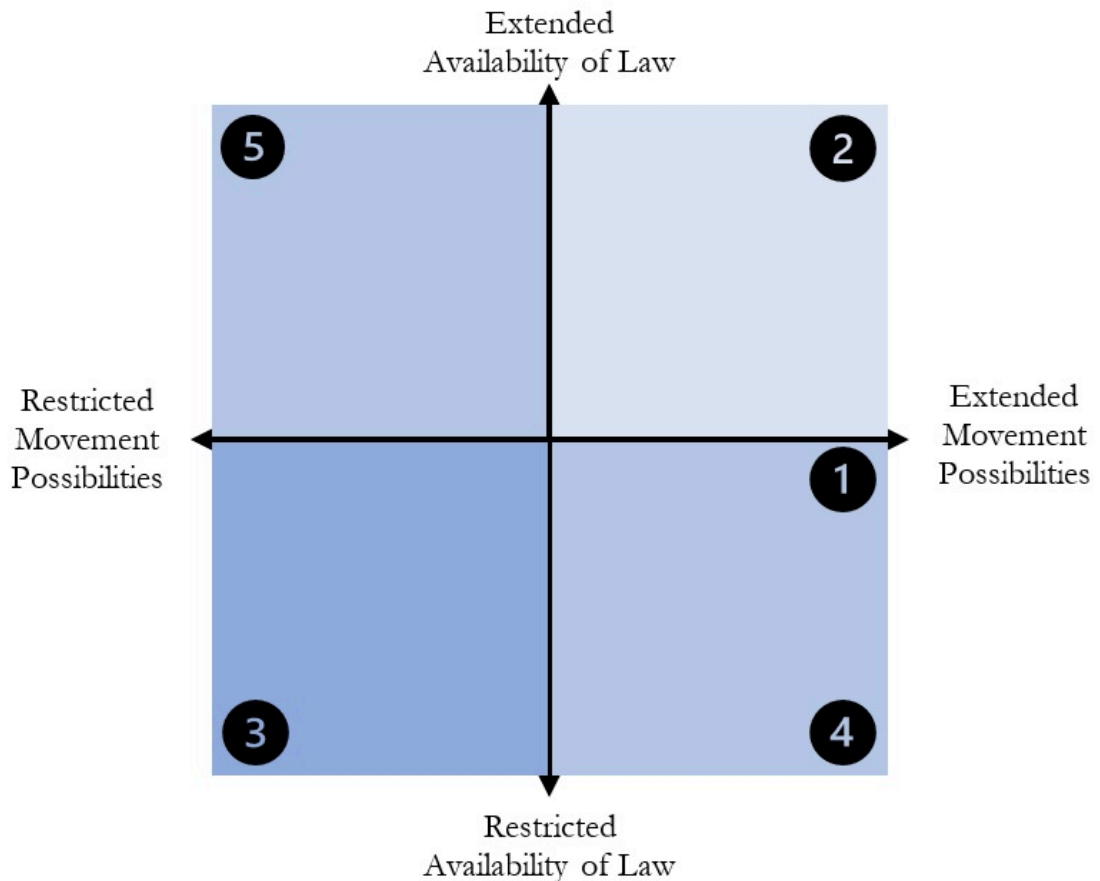 Extended
Availability of Law
5
2
Restricted
Movement
Possibilities
Extended
Movement
Possibilities
1
3
4
Restricted
Availability of Law